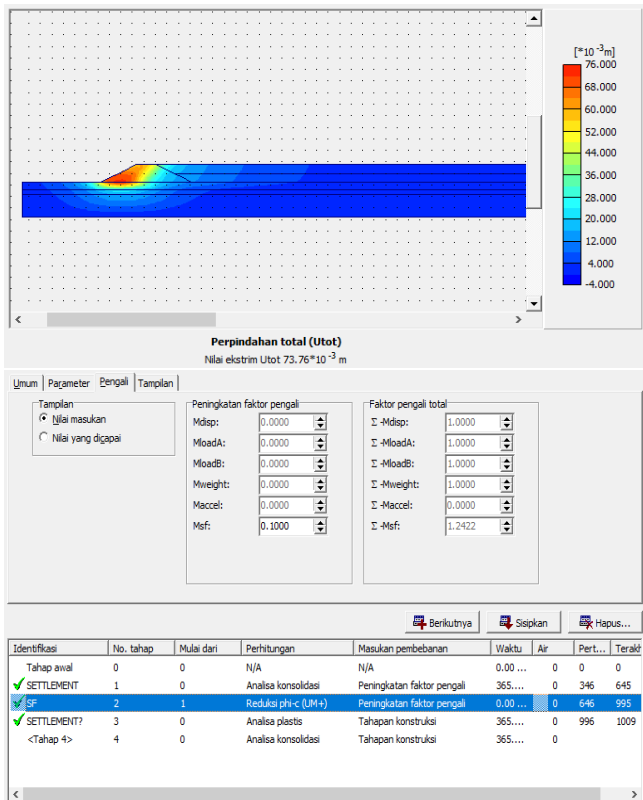 [*10 -3 m]
76.000
68.000
60.000
52.000
44.000
36.000
28.000
20.000
12.000
4.000
-4.000
Perpindahan total (Utot)
Nilai ekstrim Utot 73.76*10 -3 m
Umum Parameter Pengali Tampilan
Tampilan
Nilai masukan
Nilai yang dicapai
Peningkatan faktor pengali
Mdisp: 0.0000
MloadA: 0.0000
MloadB: 0.0000
Mweight: 0.0000
Maccel: 0.0000
Msf: 0.1000
Faktor pengali total
Σ -Mdisp: 1.0000
Σ -MloadA: 1.0000
Σ -MloadB: 1.0000
Σ -Mweight: 1.0000
Σ -Maccel: 0.0000
Σ -Msf: 1.2422
Berikutnya Sisipkan Hapus...
Identifikasi No. tahap Mulai dari Perhitungan Masukan pembebanan Waktu Air Pert... Terakh
Tahap awal 0 0 N/A N/A 0.00 ... 0 0 0
SETTLEMENT 1 0 Analisa konsolidasi Peningkatan faktor pengali 365.... 0 346 645
SF 2 1 Reduksi phi-c (UM+) Peningkatan faktor pengali 0.00 ... 0 646 995
SETTLEMENT? 3 0 Analisa plastis Tahapan konstruksi 365.... 0 996 1009
<Tahap 4> 4 0 Analisa konsolidasi Tahapan konstruksi 365.... 0